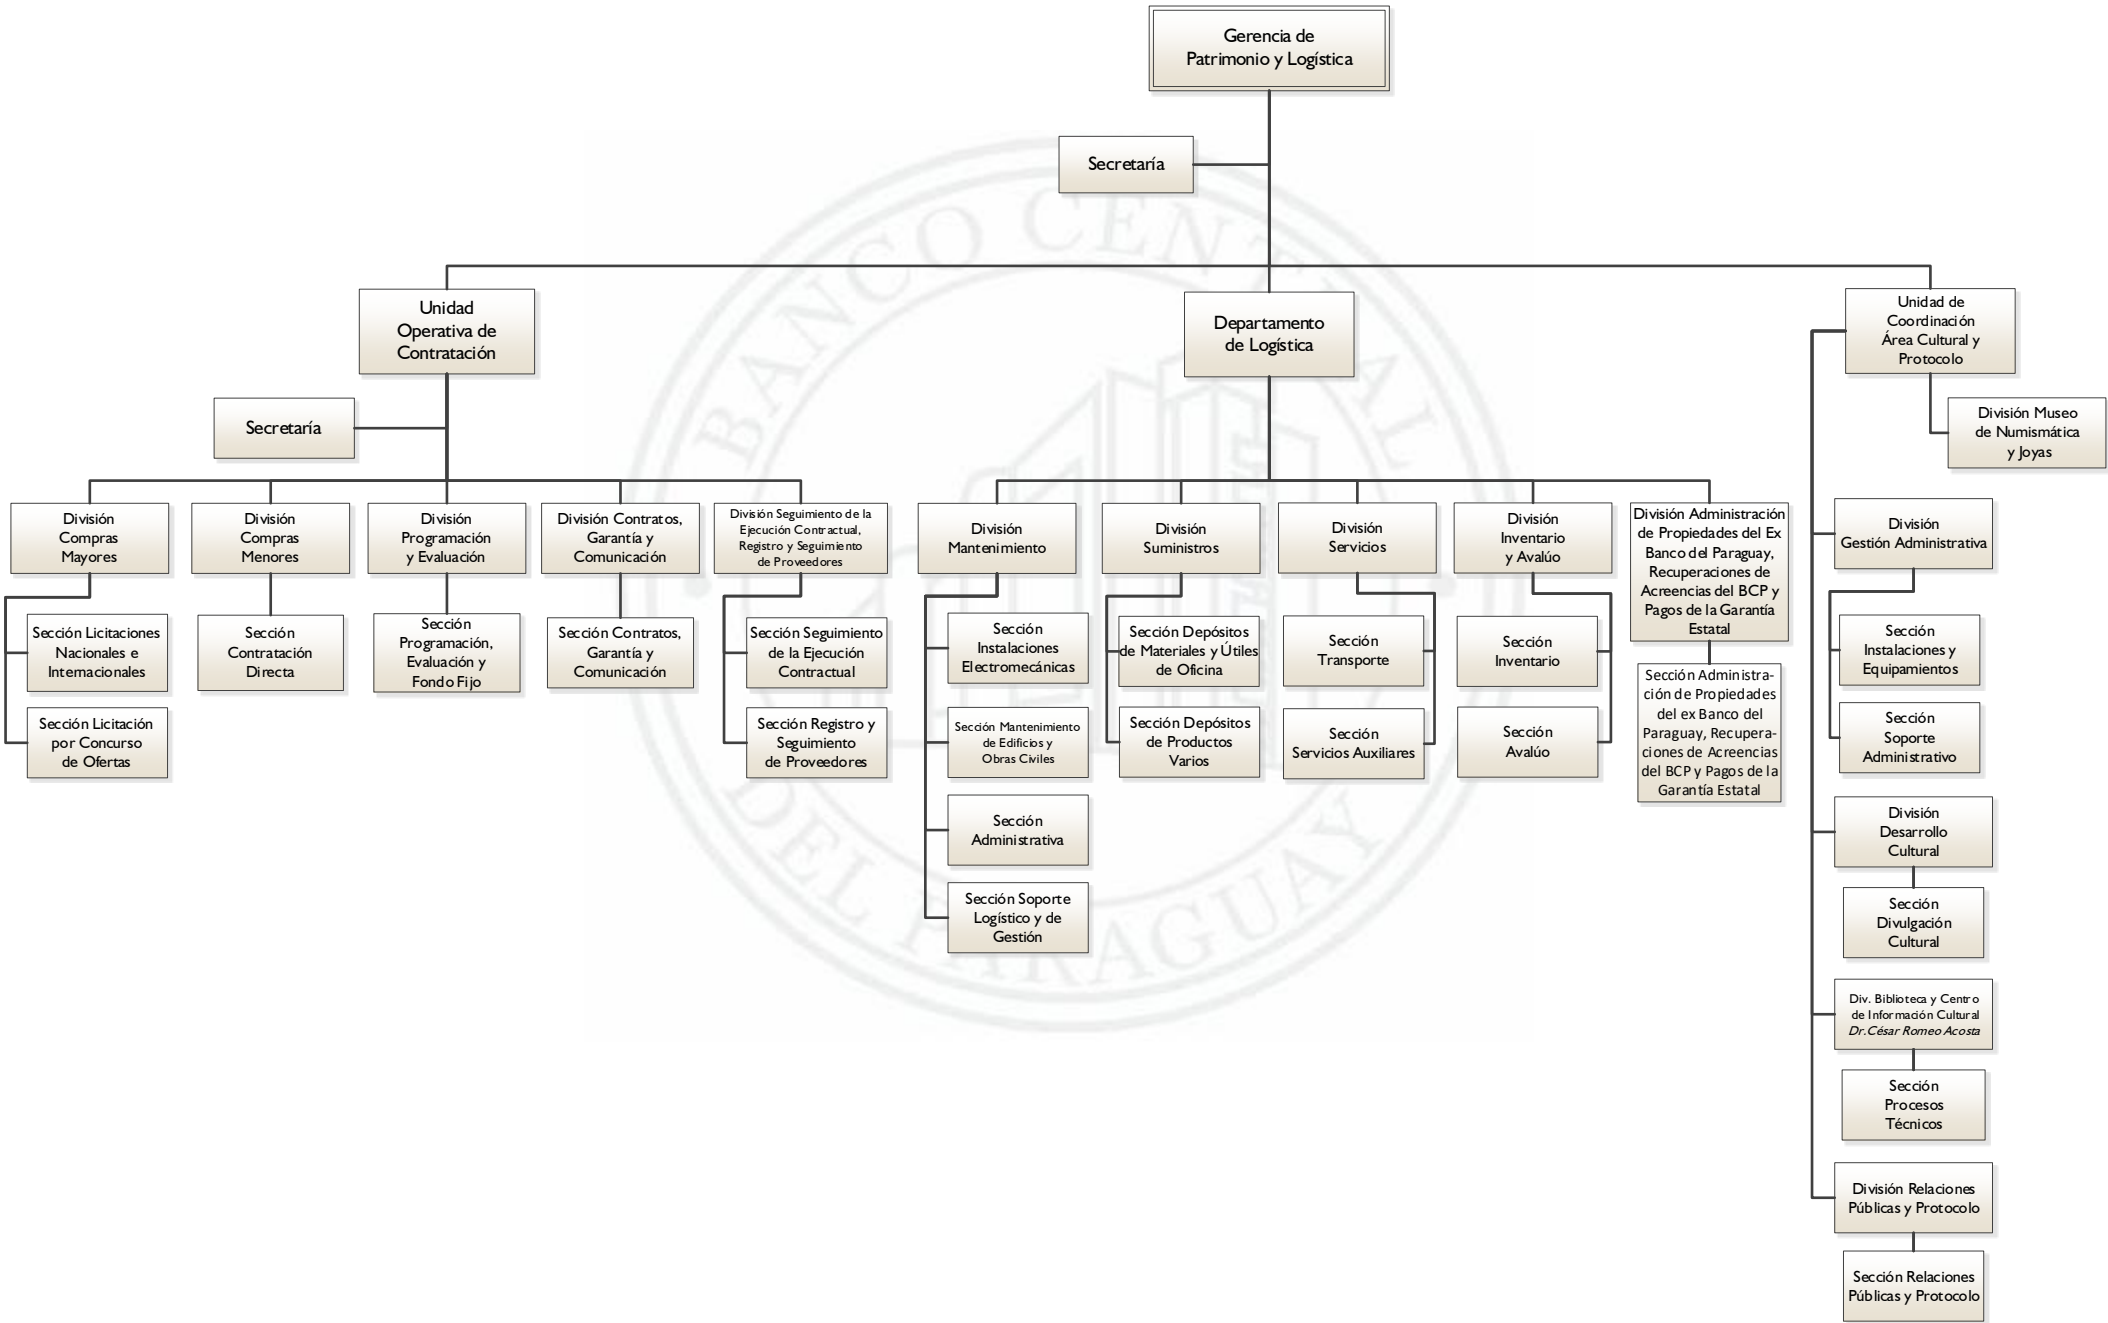 Gerencia de
Patrimonio y Logística
Secretaría
Unidad
Operativa de
Contratación
Departamento
de Logística
Unidad de
Coordinación
Área Cultural y
Protocolo
Secretaría
División Museo
de Numismática
y Joyas
División
Compras
Mayores
División
Compras
Menores
División
Programación
y Evaluación
División Contratos,
Garantía y
Comunicación
División Seguimiento de la
Ejecución Contractual,
Registro y Seguimiento
de Proveedores
División
Mantenimiento
División
Suministros
División
Servicios
División
Inventario
y Avalúo
División Administración
de Propiedades del Ex
Banco del Paraguay,
Recuperaciones de
Acreencias del BCP y
Pagos de la Garantía
Estatal
División
Gestión Administrativa
Sección Licitaciones
Nacionales e
Internacionales
Sección
Contratación
Directa
Sección
Programación,
Evaluación y
Fondo Fijo
Sección Contratos,
Garantía y
Comunicación
Sección Seguimiento
de la Ejecución
Contractual
Sección
Instalaciones
Electromecánicas
Sección Depósitos
de Materiales y Útiles
de Oficina
Sección
Transporte
Sección
Inventario
Sección Administra-
ción de Propiedades
del ex Banco del
Paraguay, Recupera-
ciones de Acreencias
del BCP y Pagos de la
Garantía Estatal
Sección
Instalaciones y
Equipamientos
Sección Licitación
por Concurso
de Ofertas
Sección Registro y
Seguimiento
de Proveedores
Sección Mantenimiento
de Edificios y
Obras Civiles
Sección Depósitos
de Productos
Varios
Sección
Servicios Auxiliares
Sección
Avalúo
Sección
Soporte
Administrativo
Sección
Administrativa
División
Desarrollo
Cultural
Sección Soporte
Logístico y de
Gestión
Sección
Divulgación
Cultural
Div. Biblioteca y Centro
de Información Cultural
Dr. César Romeo Acosta
Sección
Procesos
Técnicos
División Relaciones
Públicas y Protocolo
Sección Relaciones
Públicas y Protocolo
BANCO CENTRAL
DEL PARAGUAY